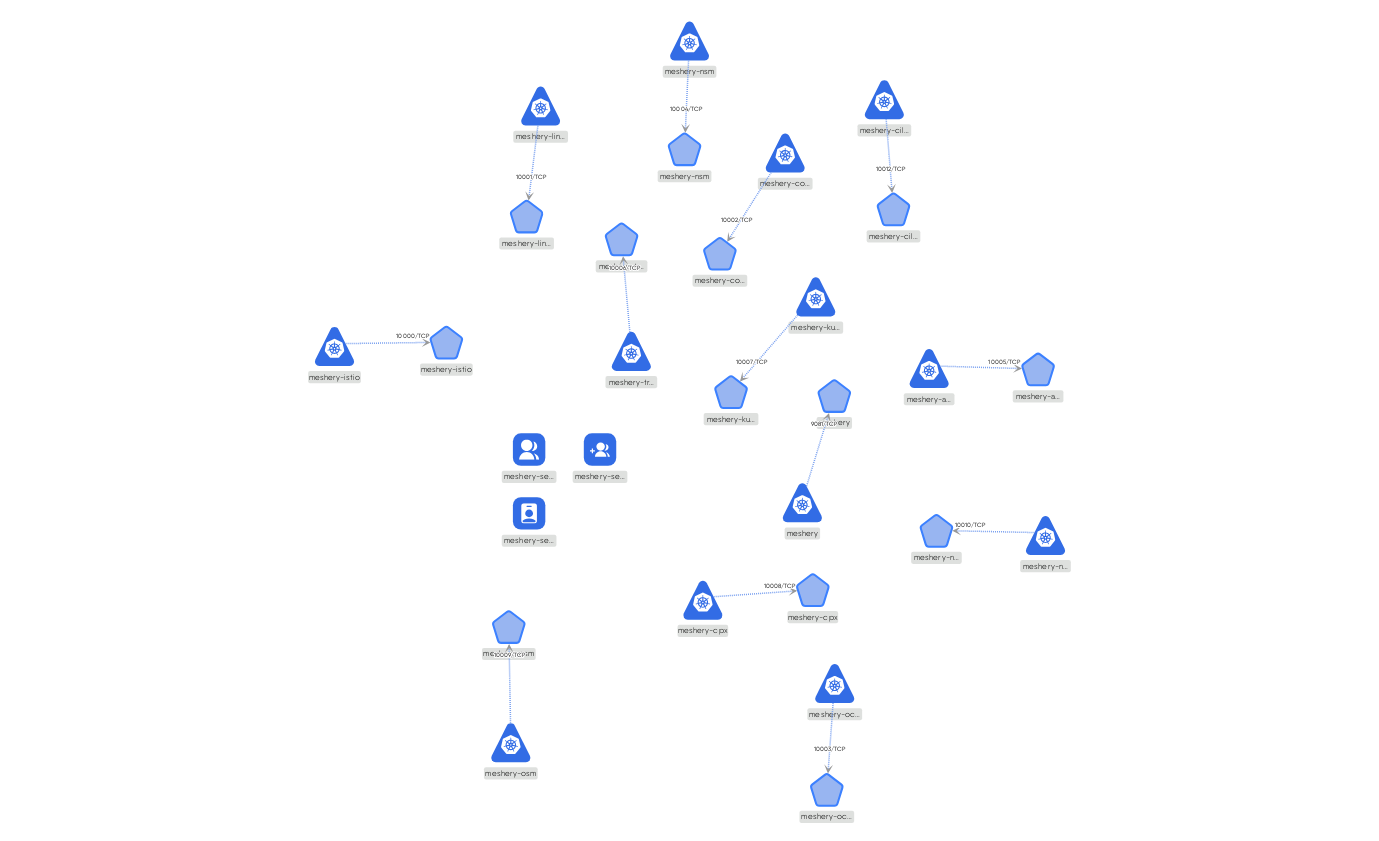 meshery-nsm
10004/TCP
meshery-nsm
meshery-lin...
10001/TCP
meshery-lin...
meshery-cil...
10012/TCP
meshery-cil...
meshery-co...
10002/TCP
meshery-co...
10006/TCP
meshery-tr...
meshery-ku...
10007/TCP
meshery-ku...
meshery-istio
10000/TCP
meshery-istio
meshery-a...
10005/TCP
meshery-a...
9081/TCP
meshery
meshery-se...
meshery-se...
meshery-se...
meshery-n...
10010/TCP
meshery-n...
meshery-cpx
10008/TCP
meshery-cpx
10009/TCP
meshery-osm
meshery-oc...
10003/TCP
meshery-oc...